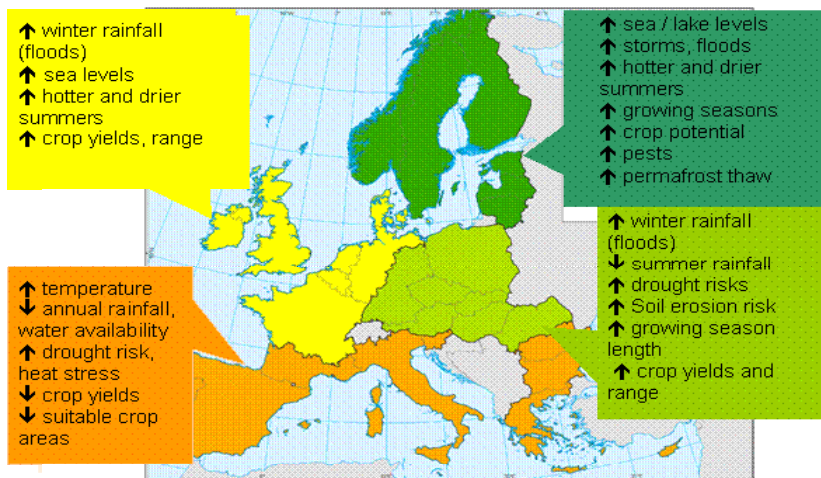 ↑ winter rainfall
(floods)
↑ sea levels
↑ hotter and drier
summers
↑ crop yields, range
↑ sea / lake levels
↑ storms, floods
↑ hotter and drier
summers
↑ growing seasons
↑ crop potential
↑ pests
↑ permafrost thaw
↑ temperature
↓ annual rainfall,
water availability
↑ drought risk,
heat stress
↓ crop yields
↓ suitable crop
areas
↑ winter rainfall
(floods)
↓ summer rainfall
↑ drought risks
↑ Soil erosion risk
↑ growing season
length
↑ crop yields and
range